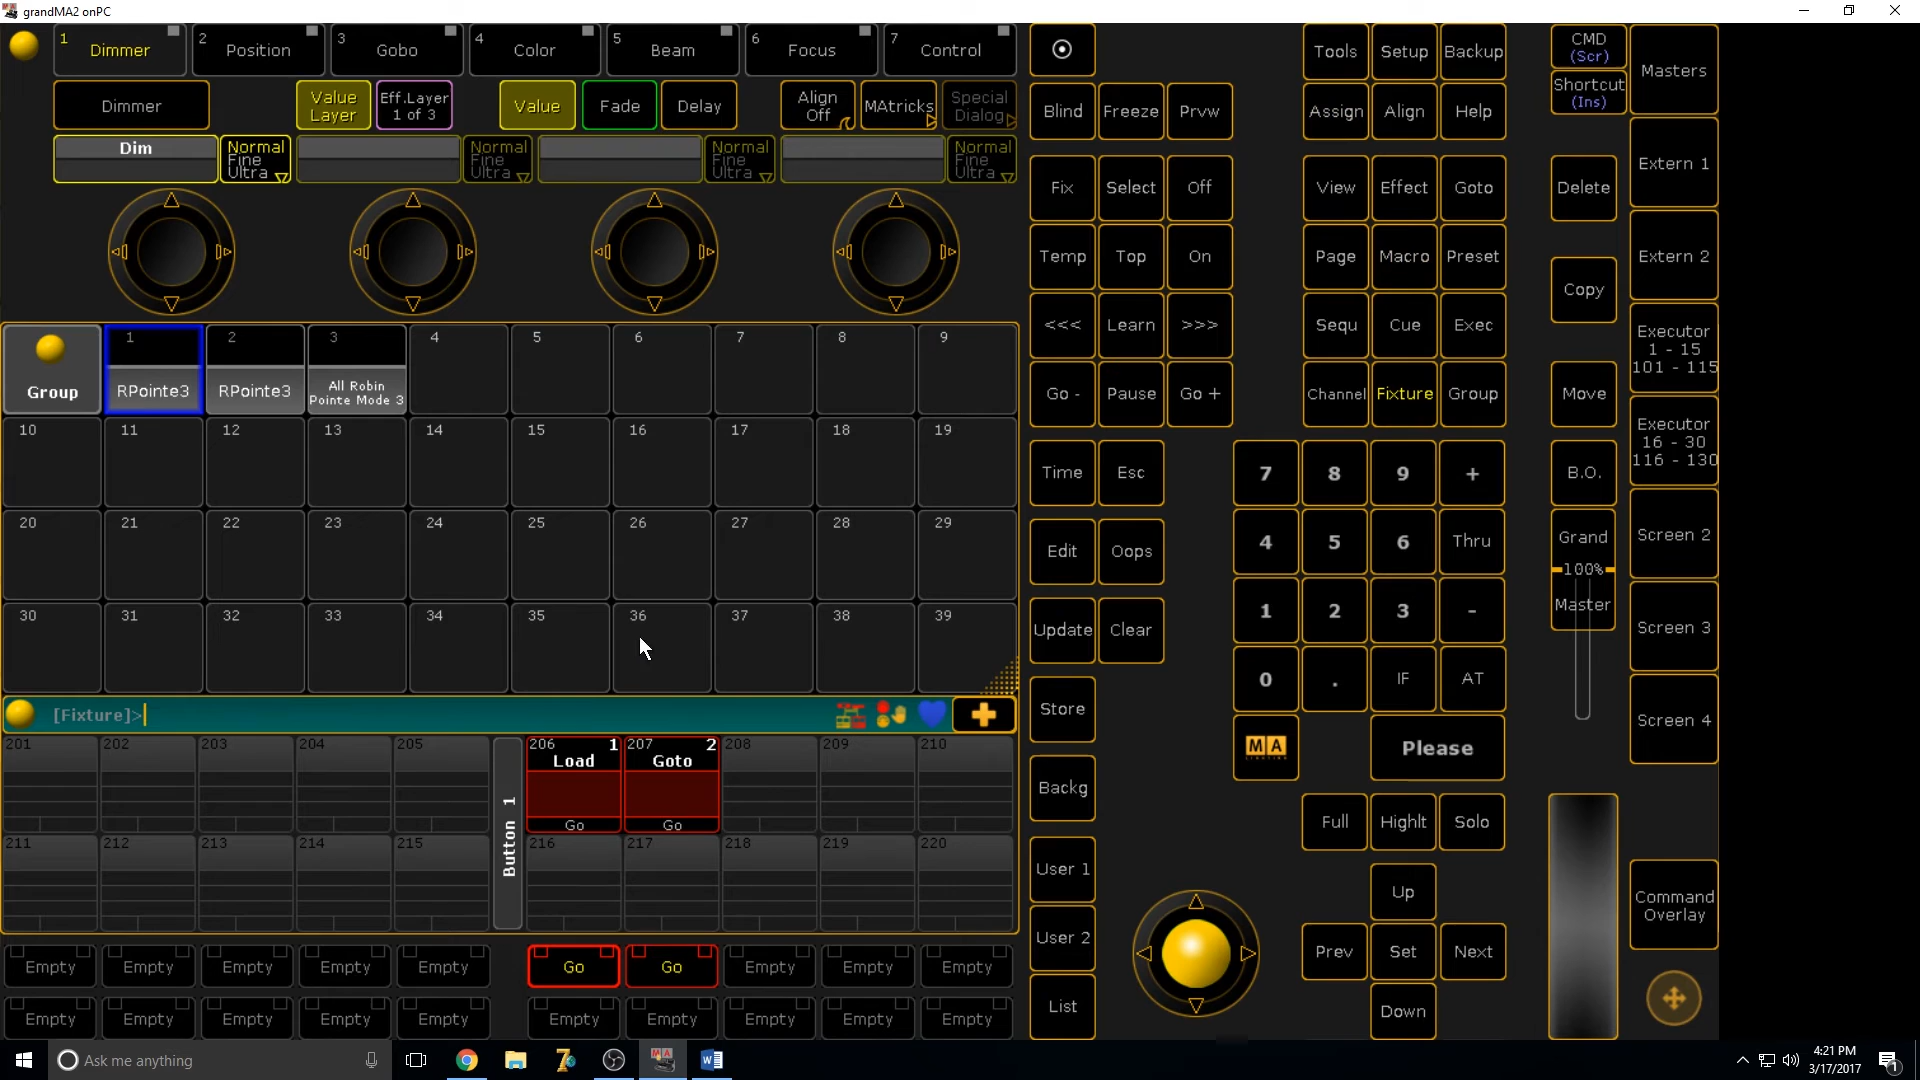 grandMA2 onPC
1 Dimmer
2 Position
3 Gobo
4 Color
5 Beam
6 Focus
7 Control
Dimmer
Value Layer
Eff.Layer 1 of 3
Value
Fade
Delay
Align Off
MAtricks
Special Dialog
Dim
Normal
Fine
Ultra
Normal
Fine
Ultra
Normal
Fine
Ultra
Normal
Fine
Ultra
Group
1 RPointe3
2 RPointe3
3 All Robin Pointe Mode 3
4 5 6 7 8 9
10 11 12 13 14 15 16 17 18 19
20 21 22 23 24 25 26 27 28 29
30 31 32 33 34 35 36 37 38 39
[Fixture]>
201 202 203 204 205
Button 1
206 1 Load Go
207 2 Goto Go
208 209 210
211 212 213 214 215
216 217 218 219 220
Empty Empty Empty Empty Empty Go Go Empty Empty Empty
Empty Empty Empty Empty Empty Empty Empty Empty Empty Empty
Tools Setup Backup
Blind Freeze Prvw
Assign Align Help
Fix Select Off
View Effect Goto
Temp Top On
Page Macro Preset
<<< Learn >>>
Sequ Cue Exec
Go - Pause Go +
Channel Fixture Group
Time Esc
7 8 9 +
Edit Oops
4 5 6 Thru
Update Clear
1 2 3 -
Store
0 . IF AT
MA
LIGHTING
Please
Backg
Full Highlt Solo
User 1
Up
User 2
Prev Set Next
List
Down
CMD
(Scr)
Shortcut
(Ins)
Delete
Copy
Move
B.O.
Grand
100%
Master
Masters
Extern 1
Extern 2
Executor
1 - 15
101 - 115
Executor
16 - 30
116 - 130
Screen 2
Screen 3
Screen 4
Command
Overlay
Ask me anything
4:21 PM
3/17/2017
1